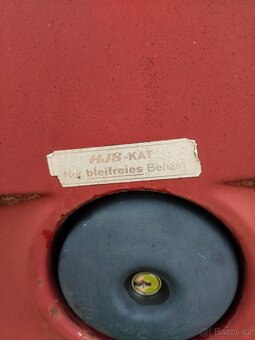 HJS-KAT
Nur bleifreies Benzin
Bazos.cz